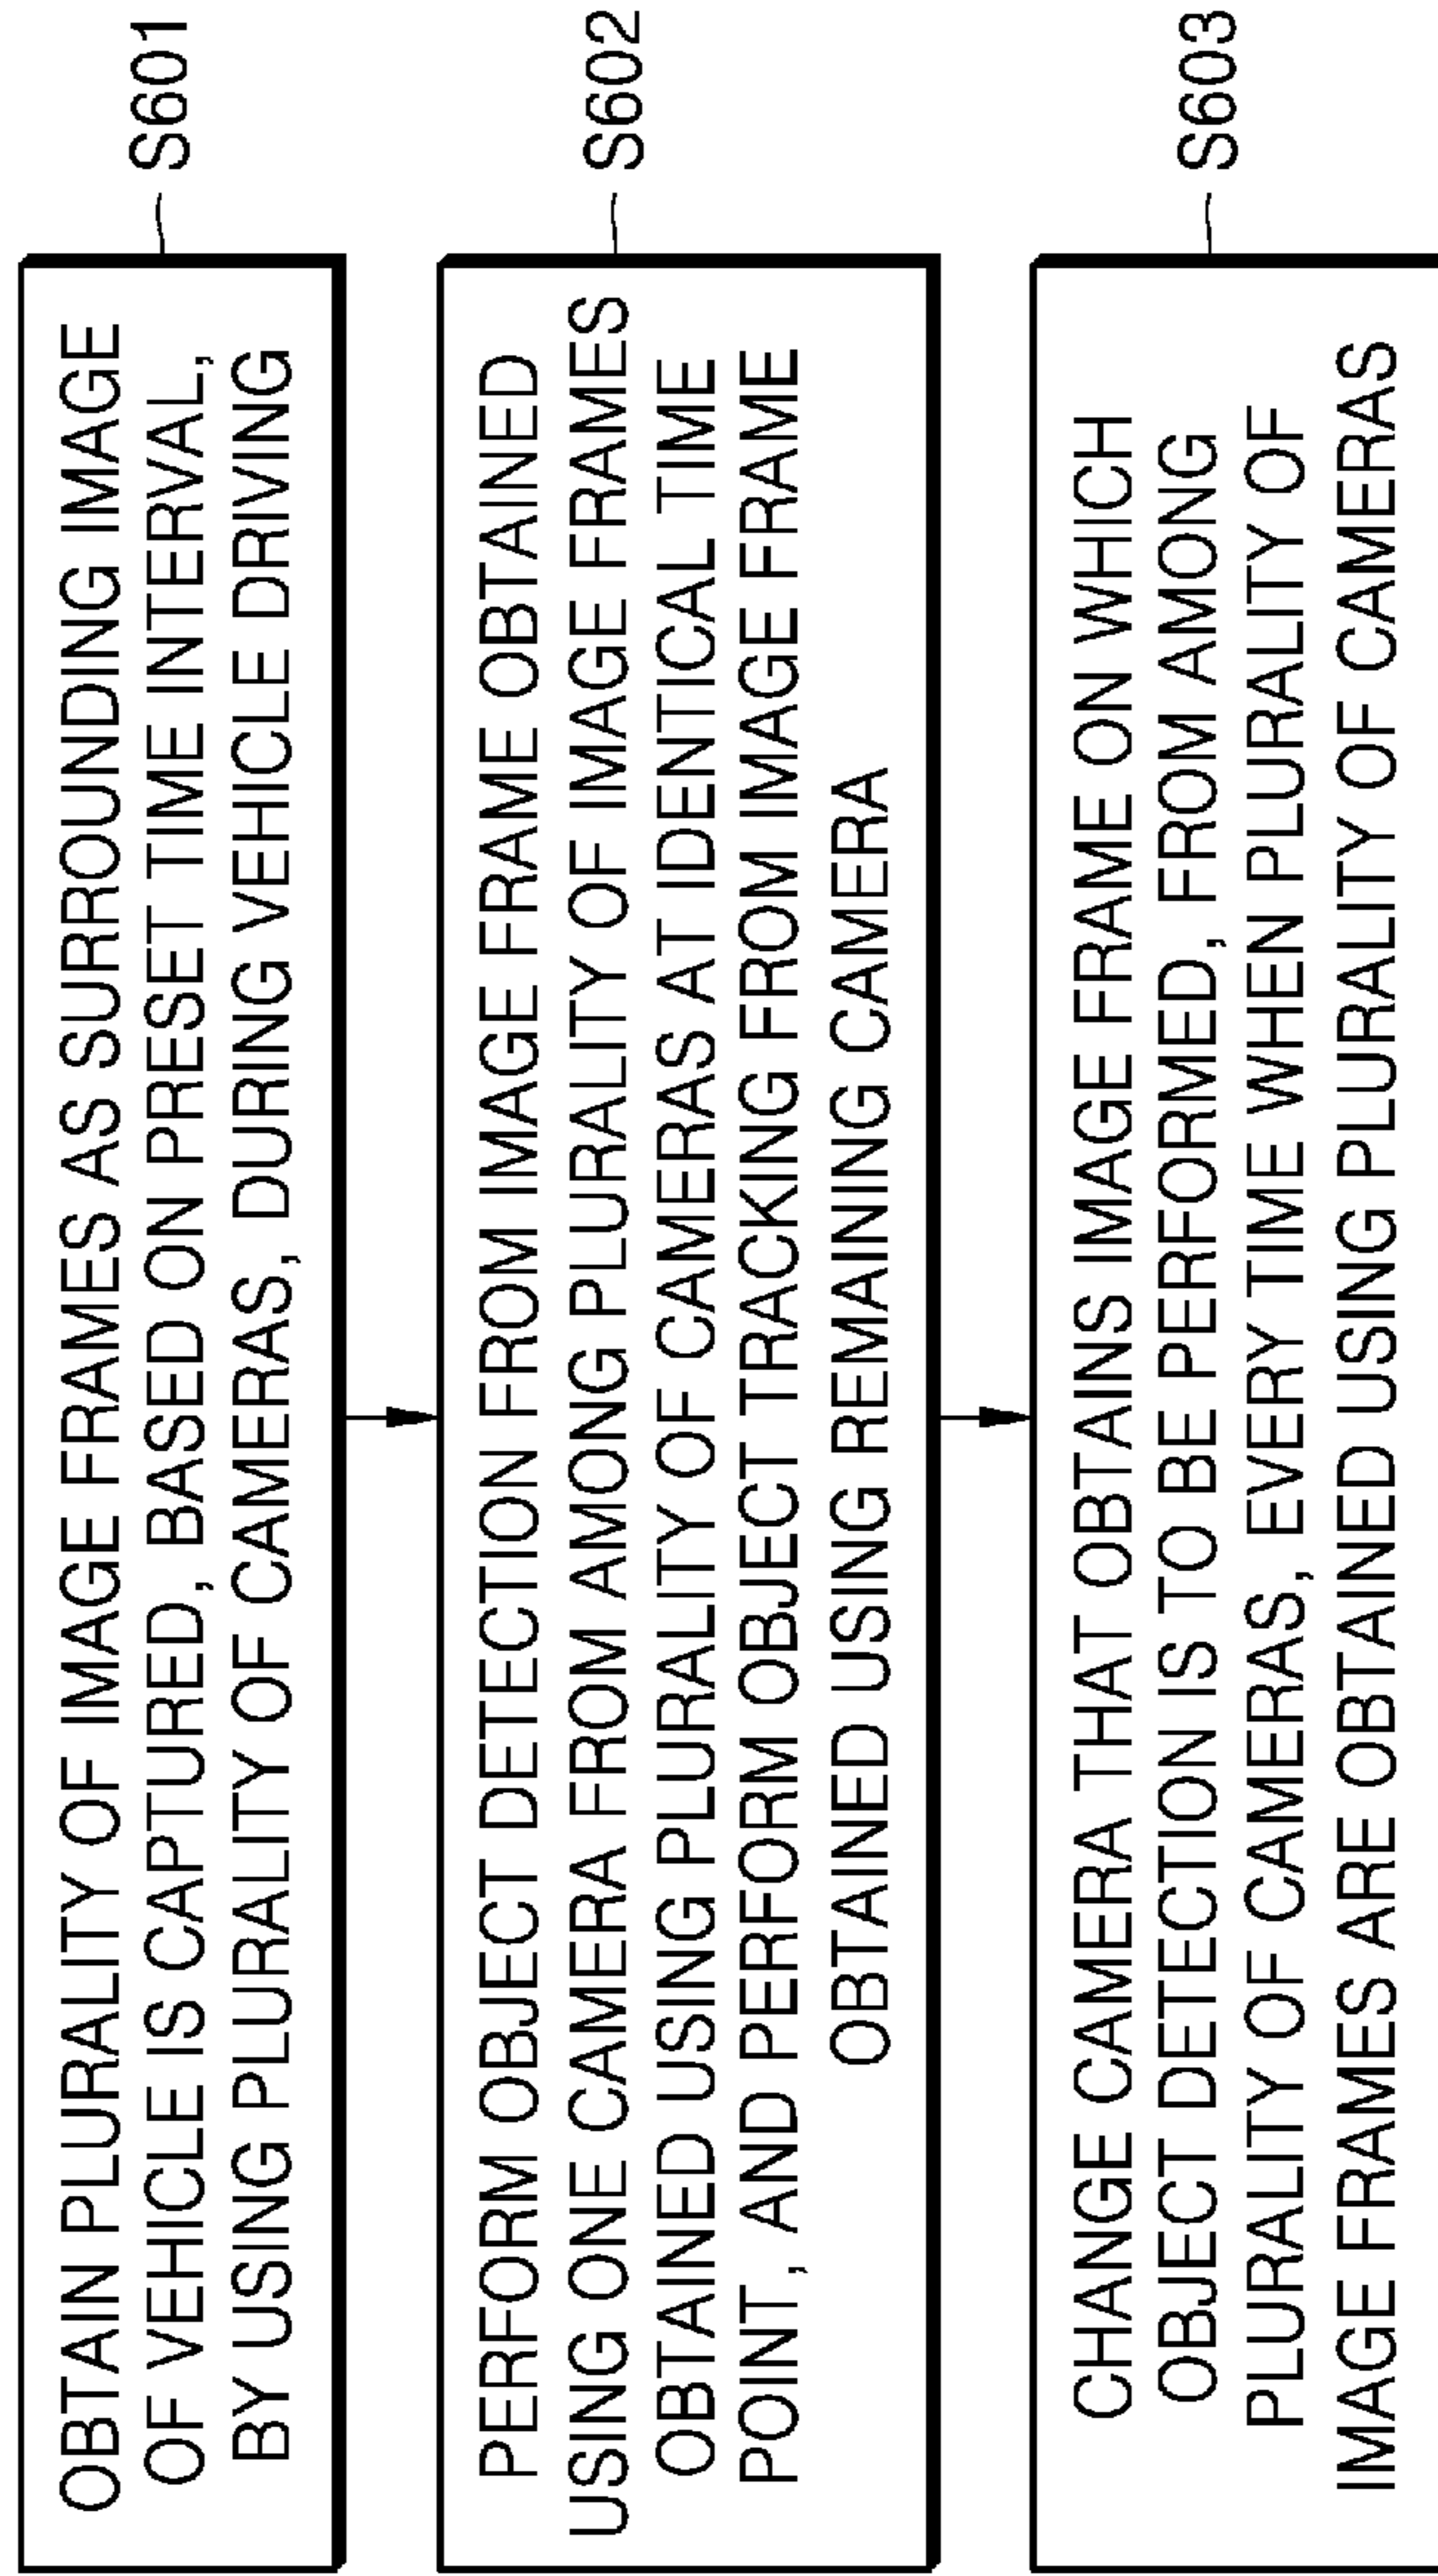 OBTAIN PLURALITY OF IMAGE FRAMES AS SURROUNDING IMAGE
OF VEHICLE IS CAPTURED, BASED ON PRESET TIME INTERVAL,
BY USING PLURALITY OF CAMERAS, DURING VEHICLE DRIVING
S601
PERFORM OBJECT DETECTION FROM IMAGE FRAME OBTAINED
USING ONE CAMERA FROM AMONG PLURALITY OF IMAGE FRAMES
OBTAINED USING PLURALITY OF CAMERAS AT IDENTICAL TIME
POINT, AND PERFORM OBJECT TRACKING FROM IMAGE FRAME
OBTAINED USING REMAINING CAMERA
S602
CHANGE CAMERA THAT OBTAINS IMAGE FRAME ON WHICH
OBJECT DETECTION IS TO BE PERFORMED, FROM AMONG
PLURALITY OF CAMERAS, EVERY TIME WHEN PLURALITY OF
IMAGE FRAMES ARE OBTAINED USING PLURALITY OF CAMERAS
S603